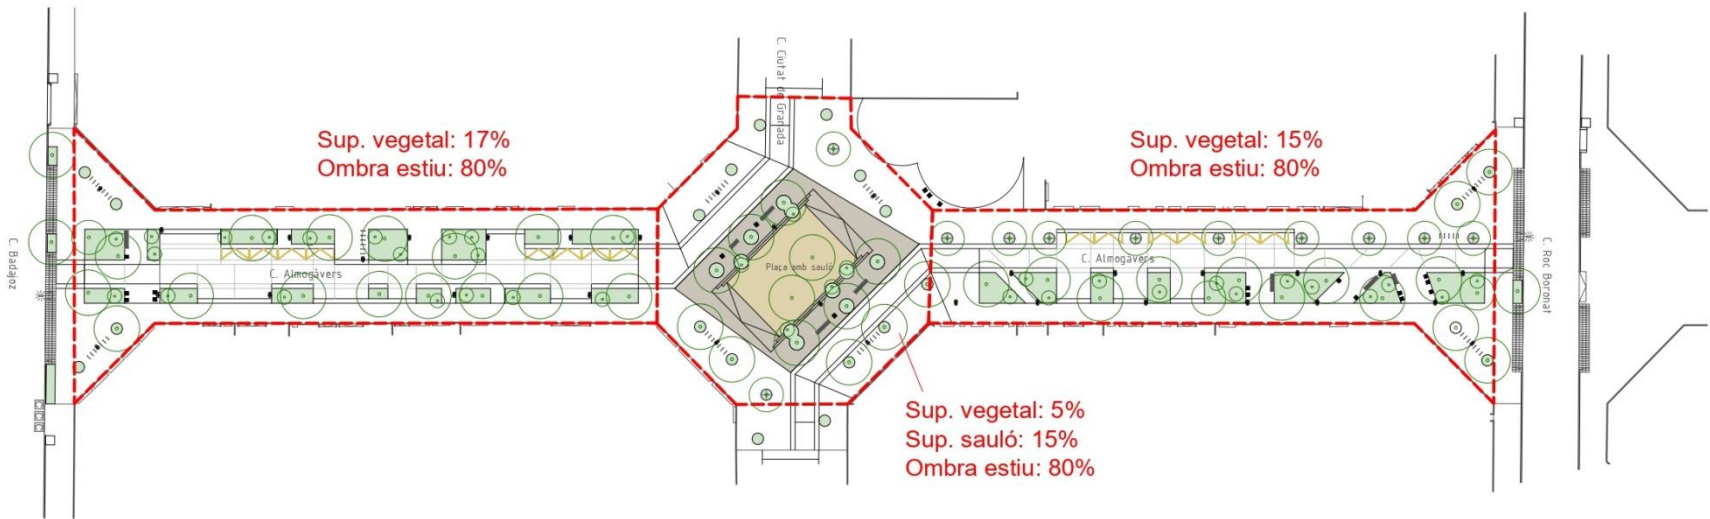 C. Ciutat de Granada
Sup. vegetal: 17%
Ombra estiu: 80%
Sup. vegetal: 15%
Ombra estiu: 80%
C. Badajoz
C. Almogàvers
Plaça amb sauló
C. Almogàvers
C. Roc Boronat
Sup. vegetal: 5%
Sup. sauló: 15%
Ombra estiu: 80%